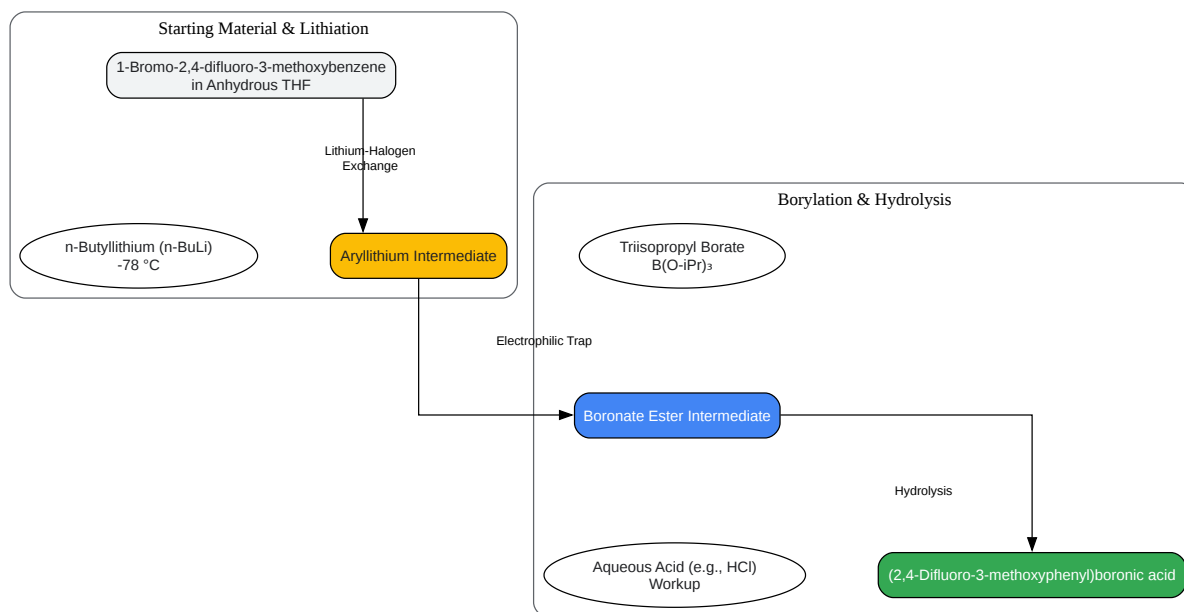 Starting Material & Lithiation
1-Bromo-2,4-difluoro-3-methoxybenzene
in Anhydrous THF
Lithium-Halogen
Exchange
n-Butyllithium (n-BuLi)
-78 °C
Aryllithium Intermediate
Borylation & Hydrolysis
Triisopropyl Borate
B(O-iPr)₃
Electrophilic Trap
Boronate Ester Intermediate
Hydrolysis
Aqueous Acid (e.g., HCl)
Workup
(2,4-Difluoro-3-methoxyphenyl)boronic acid